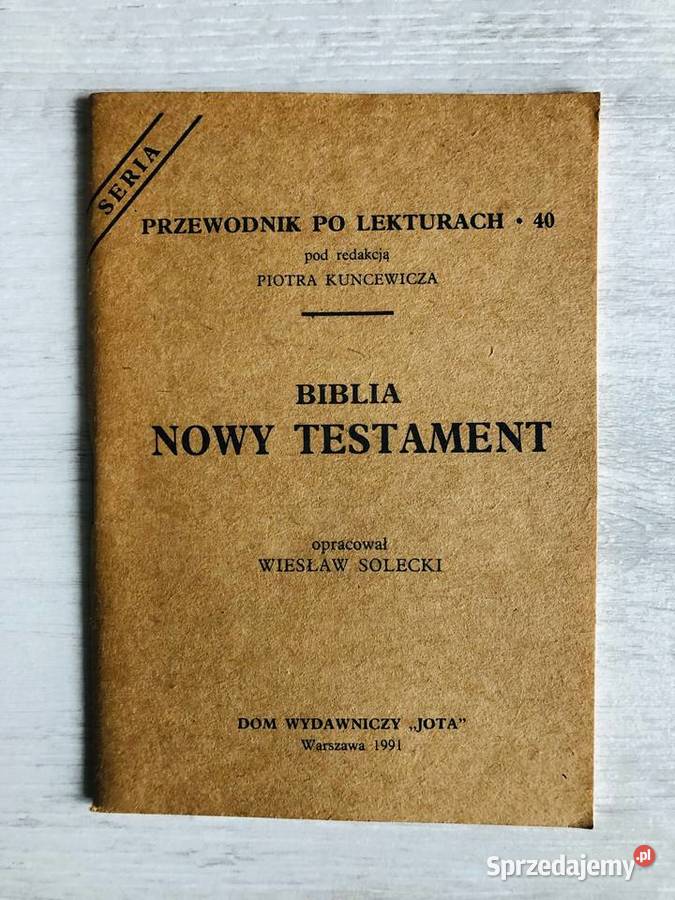 SERIA
PRZEWODNIK PO LEKTURACH • 40
pod redakcją
PIOTRA KUNCEWICZA
BIBLIA
NOWY TESTAMENT
opracował
WIESŁAW SOLECKI
DOM WYDAWNICZY „JOTA”
Warszawa 1991
Sprzedajemy.pl